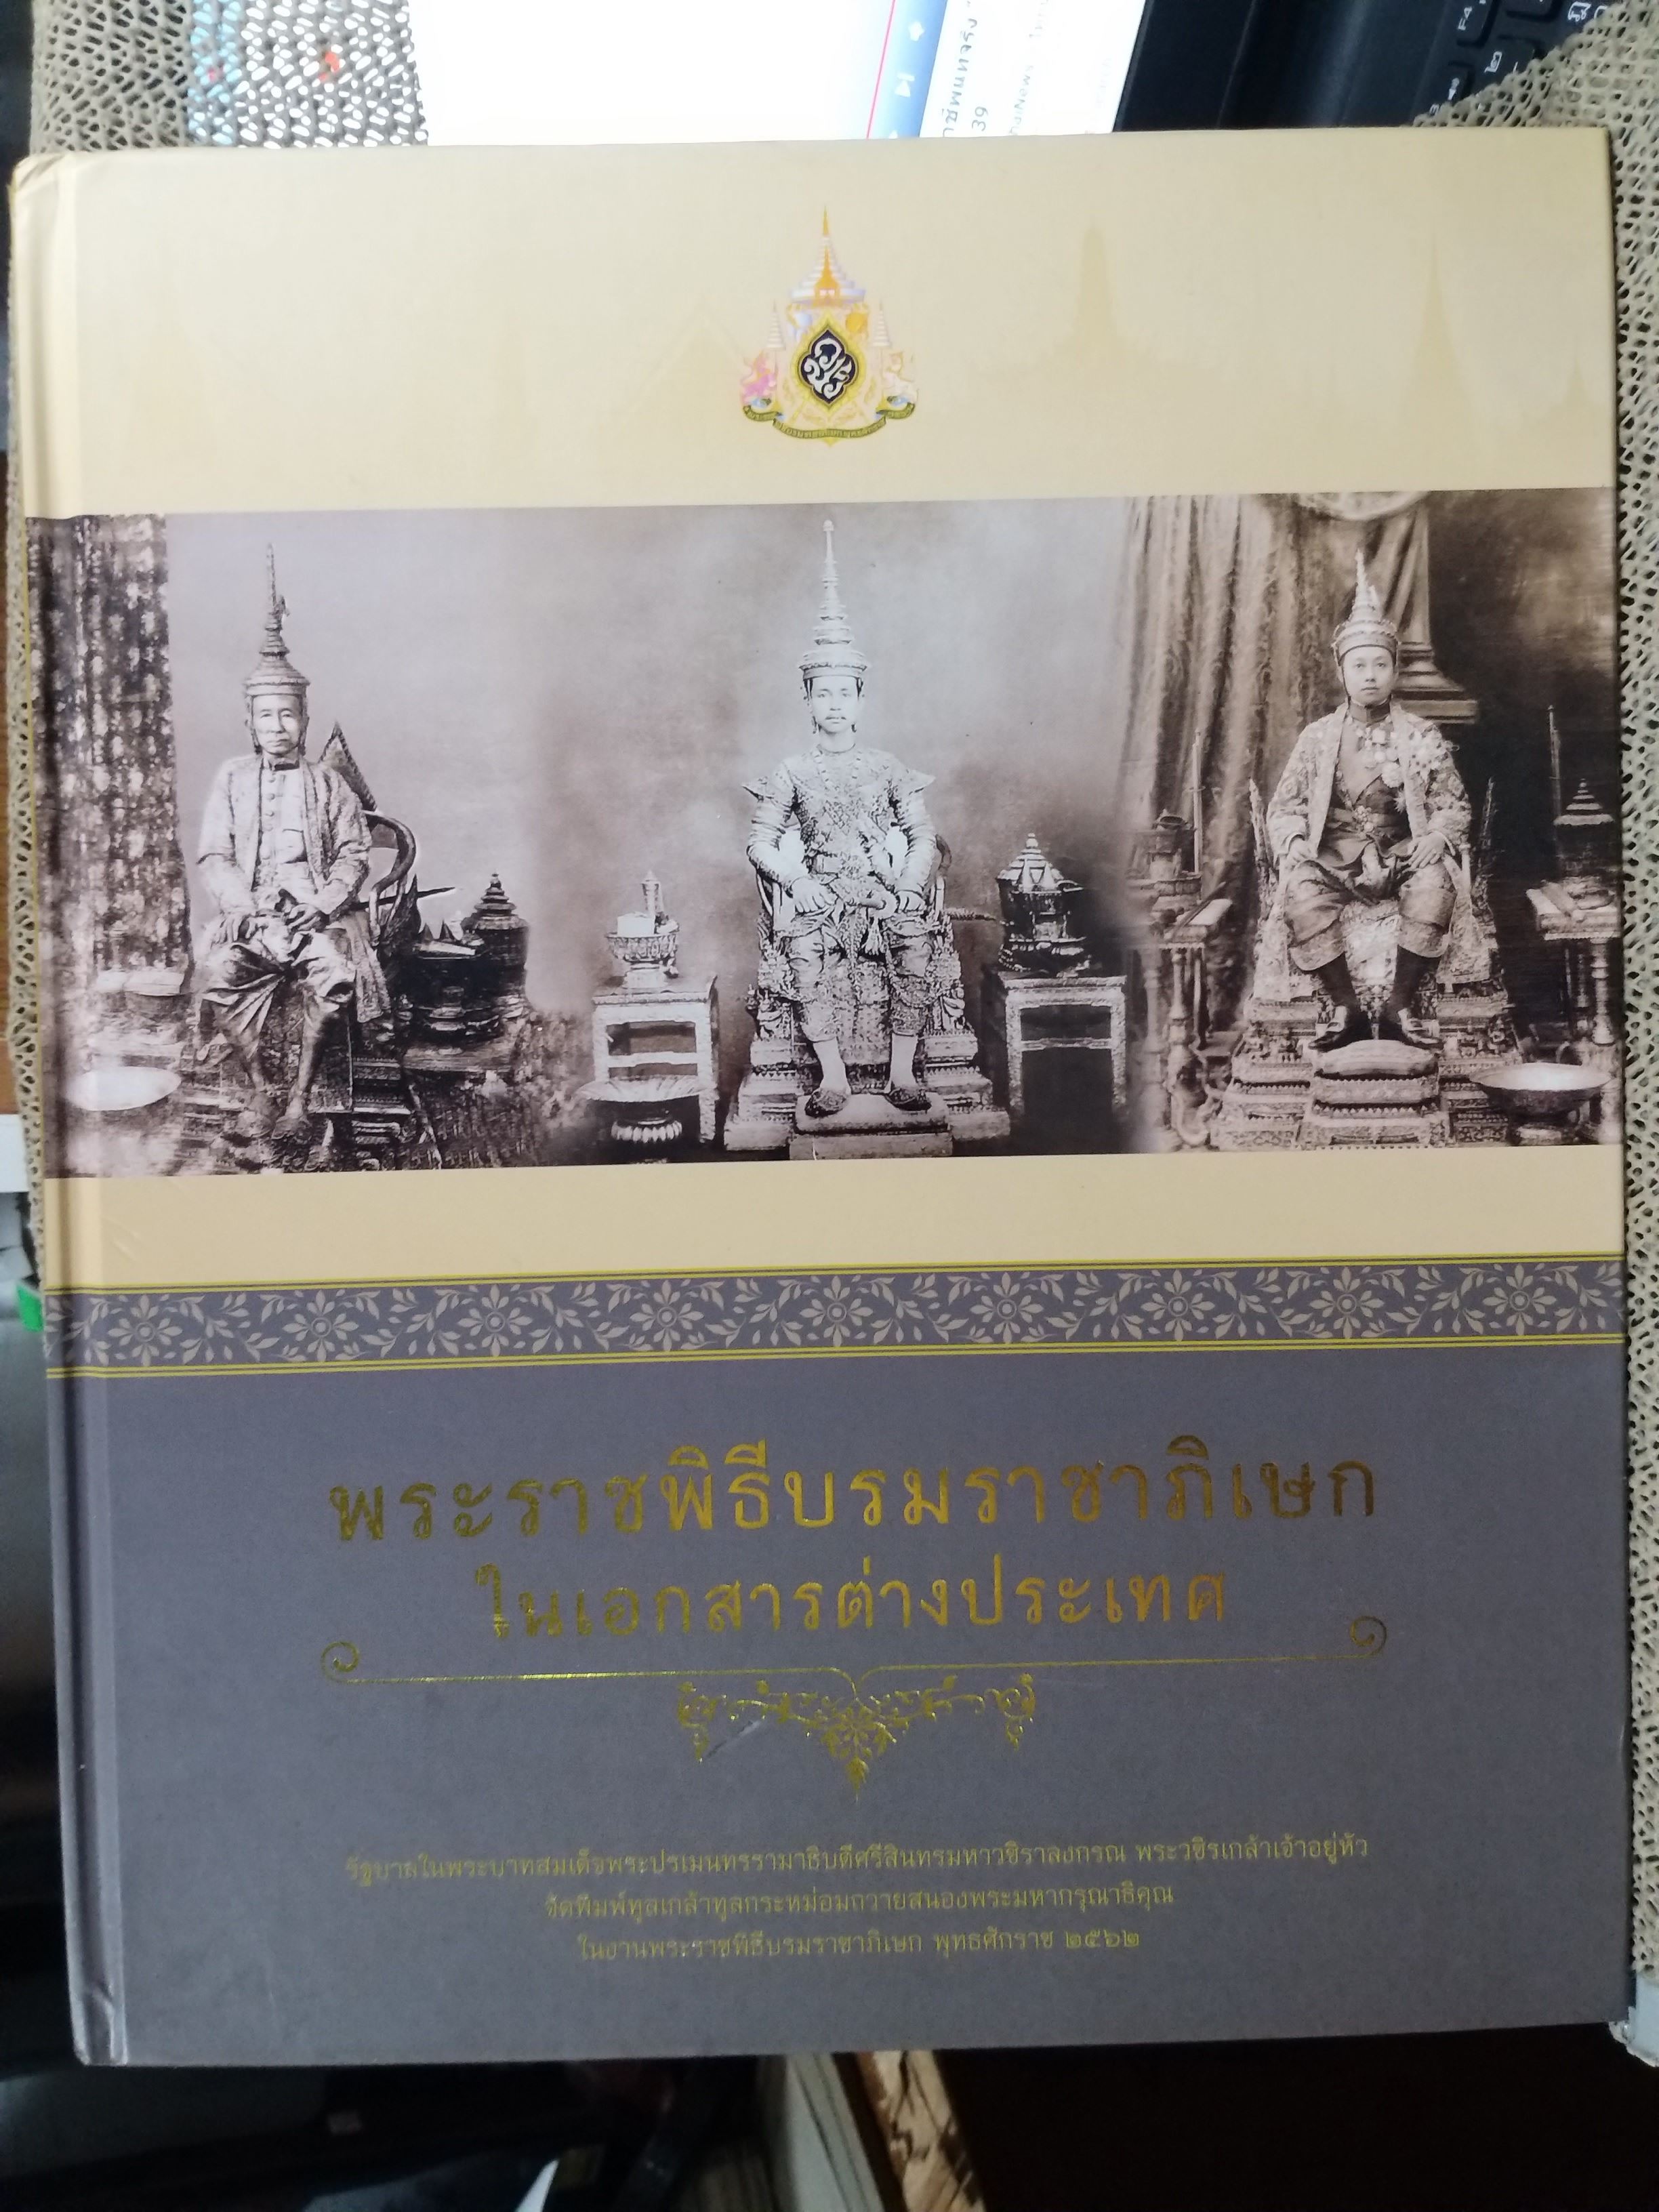 พระราชพิธีบรมราชาภิเษก
ในเอกสารต่างประเทศ
รัฐบาลในพระบาทสมเด็จพระปรเมนทรรามาธิบดีศรีสินทรมหาวชิราลงกรณ พระวชิรเกล้าเจ้าอยู่หัว
จัดพิมพ์ทูลเกล้าทูลกระหม่อมถวายสนองพระมหากรุณาธิคุณ
ในงานพระราชพิธีบรมราชาภิเษก พุทธศักราช ๒๕๖๒